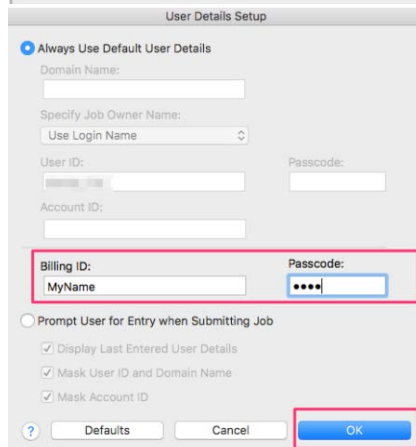 User Details Setup
Always Use Default User Details
Domain Name:
Specify Job Owner Name:
Use Login Name
User ID: Passcode:
Account ID:
Billing ID: Passcode:
MyName ••••
Prompt User for Entry when Submitting Job
Display Last Entered User Details
Mask User ID and Domain Name
Mask Account ID
? Defaults Cancel OK